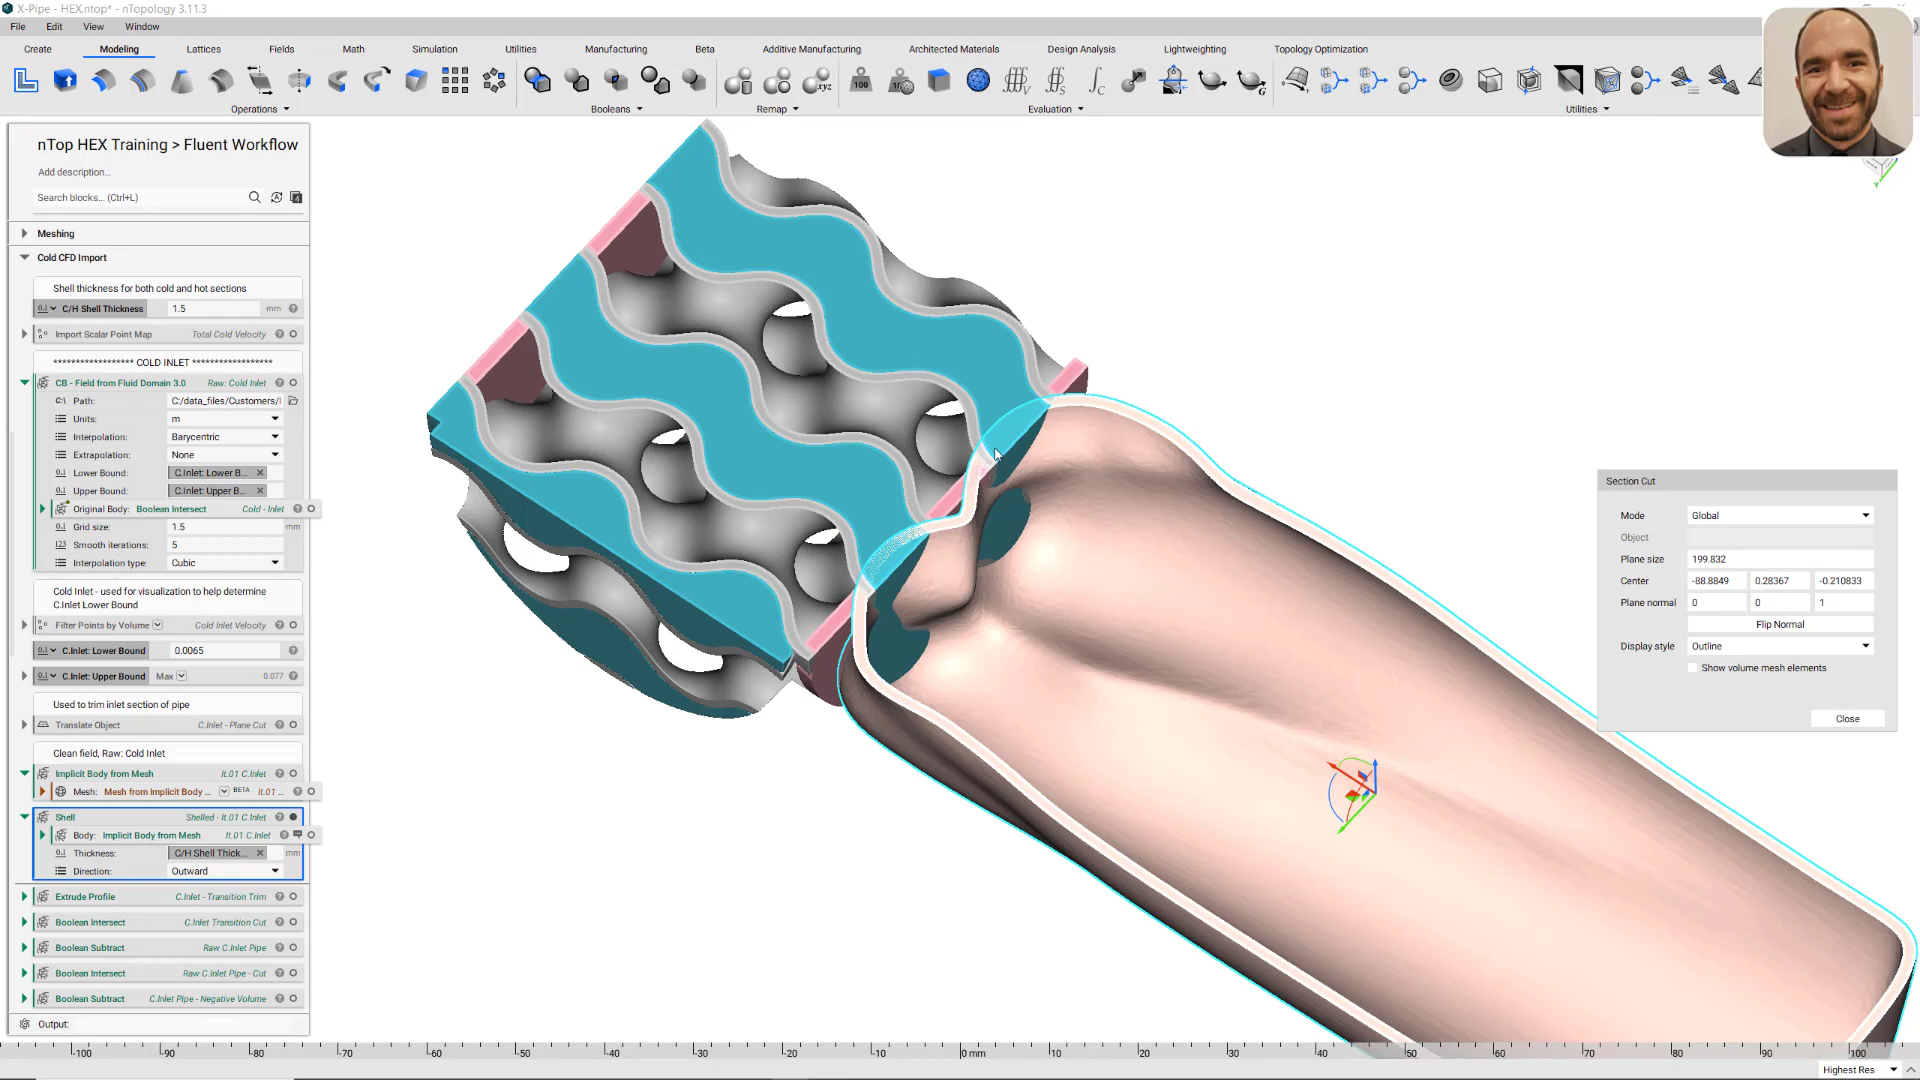 X-Pipe - HEX.ntop* - nTopology 3.11.3
File Edit View Window
Create Modeling Lattices Fields Math Simulation Utilities Manufacturing Beta Additive Manufacturing Architected Materials Design Analysis Lightweighting Topology Optimization
Operations Booleans Remap Evaluation Utilities
nTop HEX Training > Fluent Workflow
Add description...
Search blocks... (Ctrl+L)
Meshing
Cold CFD Import
Shell thickness for both cold and hot sections
C/H Shell Thickness 1.5 mm
Import Scalar Point Map Total Cold Velocity
****************** COLD INLET *****************
CB - Field from Fluid Domain 3.0 Raw: Cold Inlet
Path: C:/data_files/Customers/I
Units: m
Interpolation: Barycentric
Extrapolation: None
Lower Bound: C.Inlet: Lower B...
Upper Bound: C.Inlet: Upper B...
Original Body: Boolean Intersect Cold - Inlet
Grid size: 1.5 mm
Smooth iterations: 5
Interpolation type: Cubic
Cold Inlet - used for visualization to help determine
C.Inlet Lower Bound
Filter Points by Volume Cold Inlet Velocity
C.Inlet: Lower Bound 0.0065
C.Inlet: Upper Bound Max 0.077
Used to trim inlet section of pipe
Translate Object C.Inlet - Plane Cut
Clean field, Raw: Cold Inlet
Implicit Body from Mesh It.01 C.Inlet
Mesh: Mesh from Implicit Body ... BETA It.01 ...
Shell Shelled - It.01 C.Inlet
Body: Implicit Body from Mesh It.01 C.Inlet
Thickness: C/H Shell Thick... mm
Direction: Outward
Extrude Profile C.Inlet - Transition Trim
Boolean Intersect C.Inlet Transition Cut
Boolean Subtract Raw C.Inlet Pipe
Boolean Intersect Raw C.Inlet Pipe - Cut
Boolean Subtract C.Inlet Pipe - Negative Volume
Output:
Section Cut
Mode Global
Object
Plane size 199.832
Center -88.8849 0.28367 -0.210833
Plane normal 0 0 1
Flip Normal
Display style Outline
Show volume mesh elements
Close
-100 -90 -80 -70 -60 -50 -40 -30 -20 -10 0 mm 10 20 30 40 50 60 70 80 90 100
Highest Res